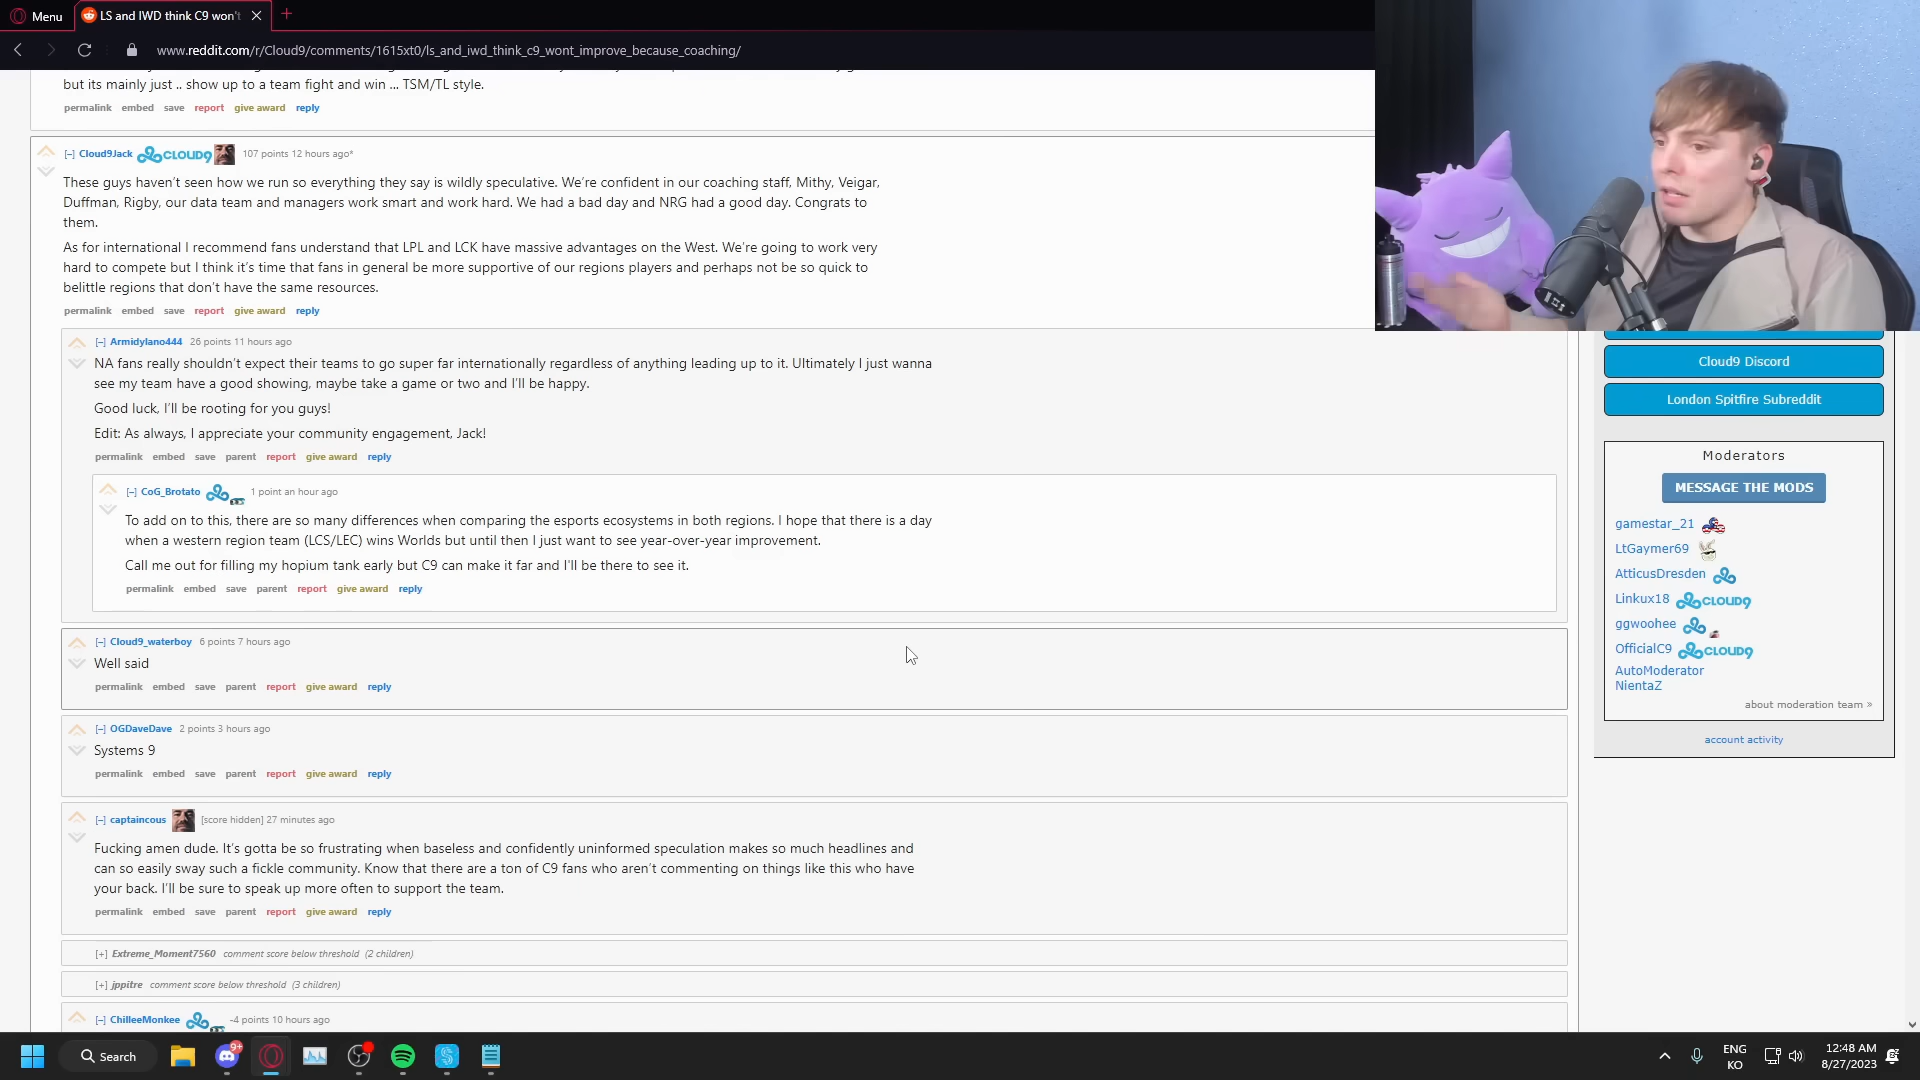 Menu
LS and IWD think C9 won't
www.reddit.com/r/Cloud9/comments/1615xt0/ls_and_iwd_think_c9_wont_improve_because_coaching/
but its mainly just .. show up to a team fight and win ... TSM/TL style.
permalink embed save report give award reply
[–] Cloud9Jack CLOUD9 107 points 12 hours ago*
These guys haven't seen how we run so everything they say is wildly speculative. We're confident in our coaching staff, Mithy, Veigar,
Duffman, Rigby, our data team and managers work smart and work hard. We had a bad day and NRG had a good day. Congrats to
them.
As for international I recommend fans understand that LPL and LCK have massive advantages on the West. We're going to work very
hard to compete but I think it's time that fans in general be more supportive of our regions players and perhaps not be so quick to
belittle regions that don't have the same resources.
permalink embed save report give award reply
[–] Armidylano444 26 points 11 hours ago
NA fans really shouldn't expect their teams to go super far internationally regardless of anything leading up to it. Ultimately I just wanna
see my team have a good showing, maybe take a game or two and I'll be happy.
Good luck, I'll be rooting for you guys!
Edit: As always, I appreciate your community engagement, Jack!
permalink embed save parent report give award reply
[–] CoG_Brotato 1 point an hour ago
To add on to this, there are so many differences when comparing the esports ecosystems in both regions. I hope that there is a day
when a western region team (LCS/LEC) wins Worlds but until then I just want to see year-over-year improvement.
Call me out for filling my hopium tank early but C9 can make it far and I'll be there to see it.
permalink embed save parent report give award reply
[–] Cloud9_waterboy 6 points 7 hours ago
Well said
permalink embed save parent report give award reply
[–] OGDaveDave 2 points 3 hours ago
Systems 9
permalink embed save parent report give award reply
[–] captaincous [score hidden] 27 minutes ago
Fucking amen dude. It's gotta be so frustrating when baseless and confidently uninformed speculation makes so much headlines and
can so easily sway such a fickle community. Know that there are a ton of C9 fans who aren't commenting on things like this who have
your back. I'll be sure to speak up more often to support the team.
permalink embed save parent report give award reply
[+] Extreme_Moment7560 comment score below threshold (2 children)
[+] jppitre comment score below threshold (3 children)
[–] ChilleeMonkee -4 points 10 hours ago
Cloud9 Discord
London Spitfire Subreddit
Moderators
MESSAGE THE MODS
gamestar_21
LtGaymer69
AtticusDresden
Linkux18 CLOUD9
ggwoohee
OfficialC9 CLOUD9
AutoModerator
NientaZ
about moderation team »
account activity
Search
9+
ENG
KO
12:48 AM
8/27/2023